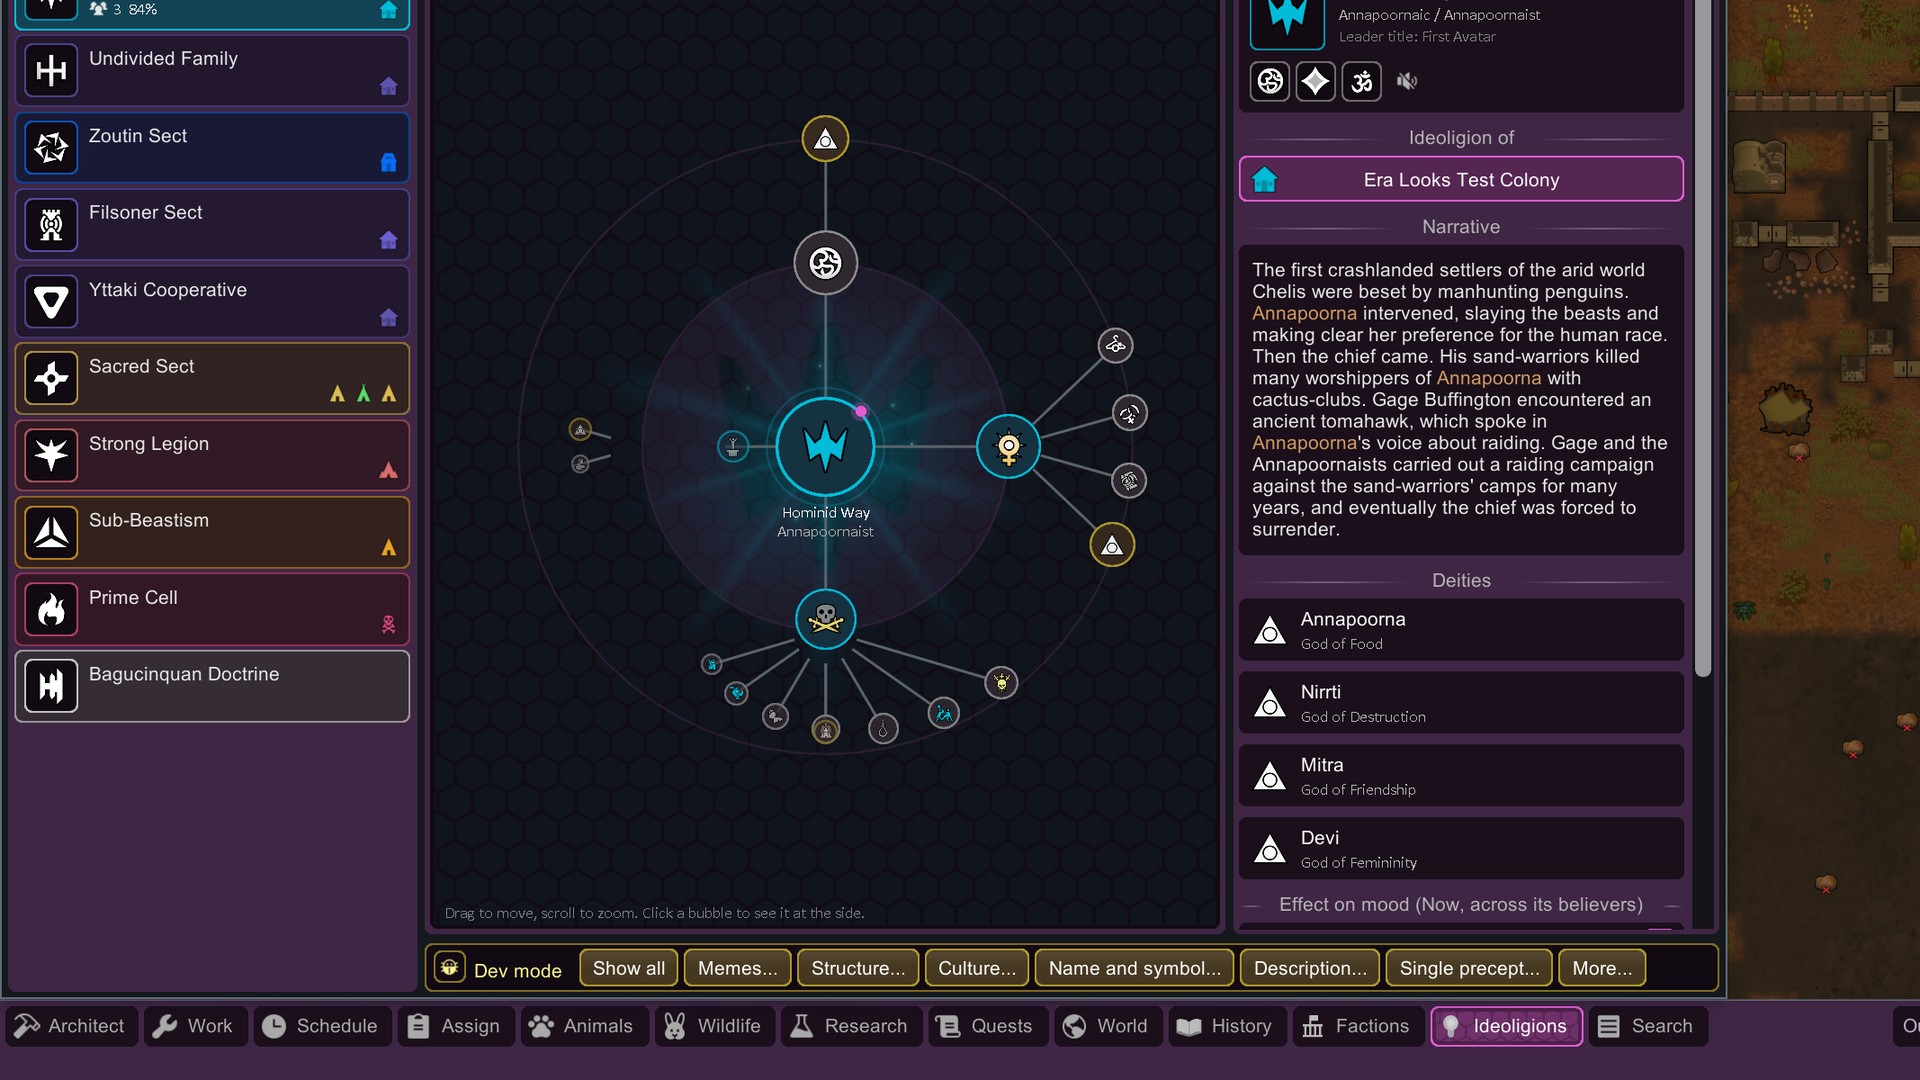 3 84%
Undivided Family
Zoutin Sect
Filsoner Sect
Yttaki Cooperative
Sacred Sect
Strong Legion
Sub-Beastism
Prime Cell
Bagucinquan Doctrine
Hominid Way
Annapoornaist
Drag to move, scroll to zoom. Click a bubble to see it at the side.
Annapoornaic / Annapoornaist
Leader title: First Avatar
Ideoligion of
Era Looks Test Colony
Narrative
The first crashlanded settlers of the arid world
Chelis were beset by manhunting penguins.
Annapoorna intervened, slaying the beasts and
making clear her preference for the human race.
Then the chief came. His sand-warriors killed
many worshippers of Annapoorna with
cactus-clubs. Gage Buffington encountered an
ancient tomahawk, which spoke in
Annapoorna's voice about raiding. Gage and the
Annapoornaists carried out a raiding campaign
against the sand-warriors' camps for many
years, and eventually the chief was forced to
surrender.
Deities
Annapoorna
God of Food
Nirrti
God of Destruction
Mitra
God of Friendship
Devi
God of Femininity
Effect on mood (Now, across its believers)
Dev mode
Show all
Memes...
Structure...
Culture...
Name and symbol...
Description...
Single precept...
More...
Architect
Work
Schedule
Assign
Animals
Wildlife
Research
Quests
World
History
Factions
Ideoligions
Search